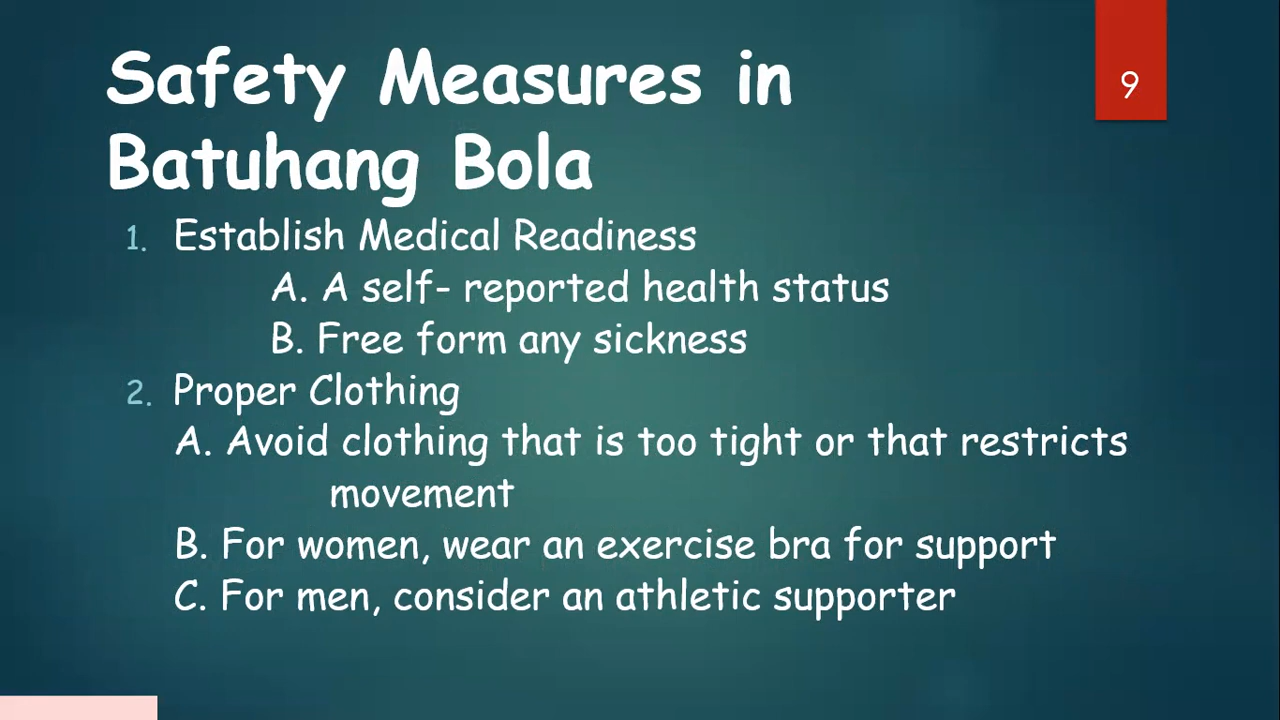 Safety Measures in
Batuhang Bola
9
1. Establish Medical Readiness
A. A self- reported health status
B. Free form any sickness
2. Proper Clothing
A. Avoid clothing that is too tight or that restricts
movement
B. For women, wear an exercise bra for support
C. For men, consider an athletic supporter